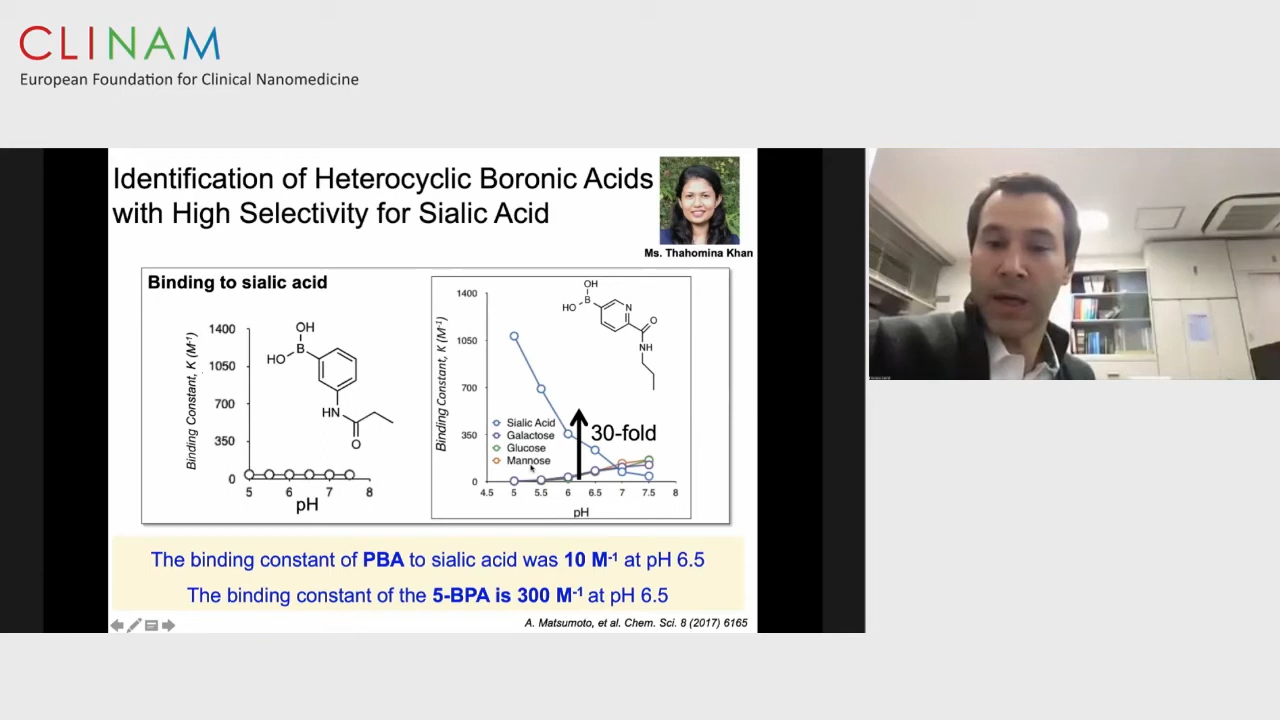 CLINAM
European Foundation for Clinical Nanomedicine
Identification of Heterocyclic Boronic Acids
with High Selectivity for Sialic Acid
Ms. Thahomina Khan
Binding to sialic acid
Binding Constant, K (M-1)
1400
1050
700
350
0
5
6
7
8
pH
OH
B
HO
HN
O
Binding Constant, K (M-1)
1400
1050
700
350
0
4.5
5
5.5
6
6.5
7
7.5
8
pH
OH
HO
B
N
O
NH
Sialic Acid
Galactose
Glucose
Mannose
30-fold
The binding constant of PBA to sialic acid was 10 M-1 at pH 6.5
The binding constant of the 5-BPA is 300 M-1 at pH 6.5
A. Matsumoto, et al. Chem. Sci. 8 (2017) 6165